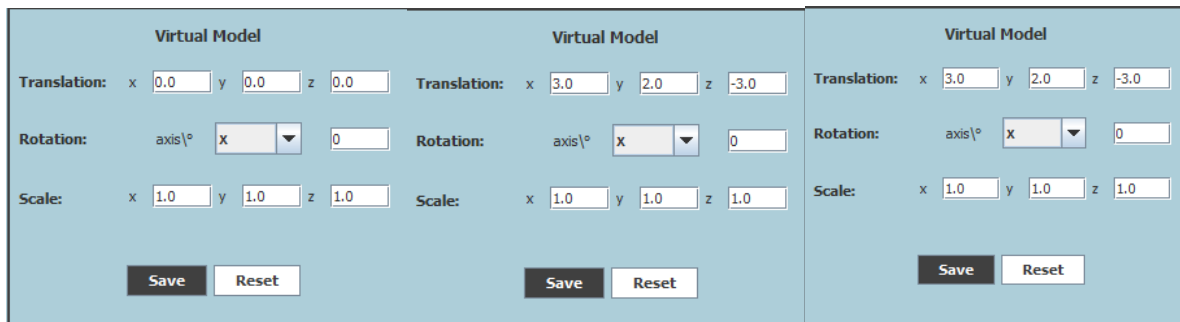 Virtual Model
Translation: x 0.0 y 0.0 z 0.0
Rotation: axis\° x 0
Scale: x 1.0 y 1.0 z 1.0
Save Reset
Virtual Model
Translation: x 3.0 y 2.0 z -3.0
Rotation: axis\° x 0
Scale: x 1.0 y 1.0 z 1.0
Save Reset
Virtual Model
Translation: x 3.0 y 2.0 z -3.0
Rotation: axis\° x 0
Scale: x 1.0 y 1.0 z 1.0
Save Reset